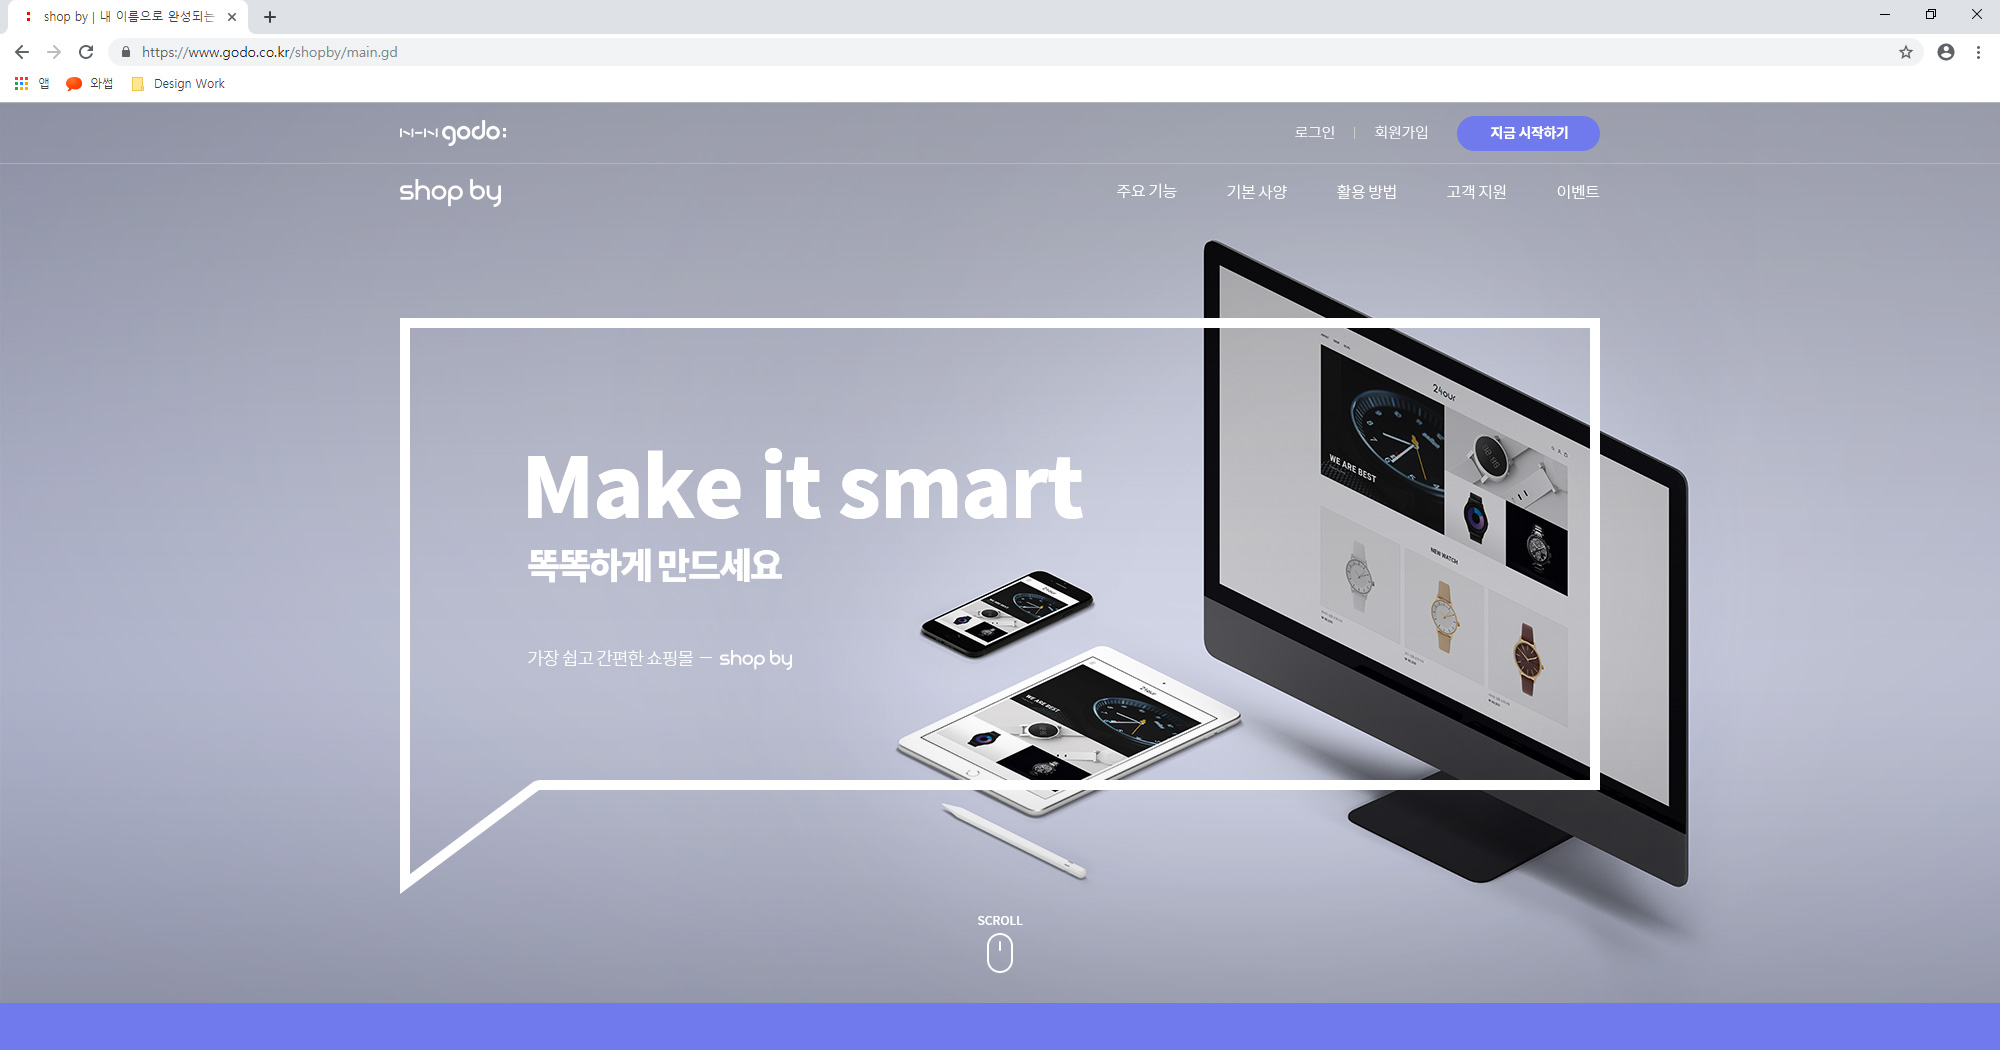 shop by | 내 이름으로 완성되는
https://www.godo.co.kr/shopby/main.gd
앱 와썹 Design Work
NHN godo: 로그인 회원가입 지금 시작하기
shop by 주요 기능 기본 사양 활용 방법 고객 지원 이벤트
24our
WE ARE BEST
NEW WATCH
Make it smart
똑똑하게 만드세요
가장 쉽고 간편한 쇼핑몰 — shop by
24our
WE ARE BEST
SCROLL